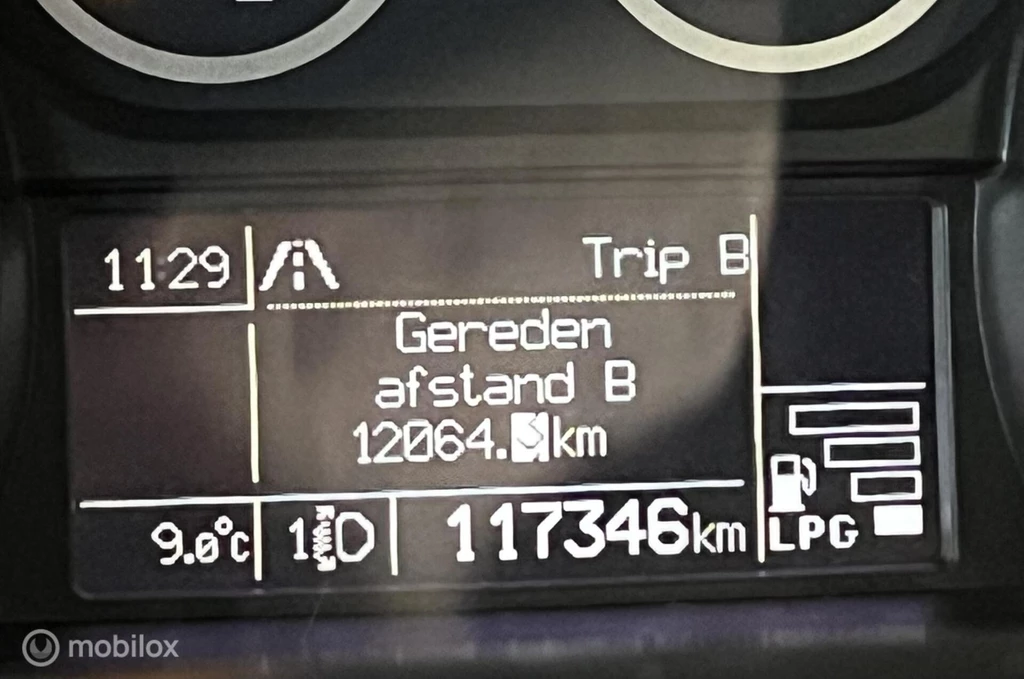 11:29
Trip B
Gereden
afstand B
12064. km
9.0°C
117346km
LPG
mobilox